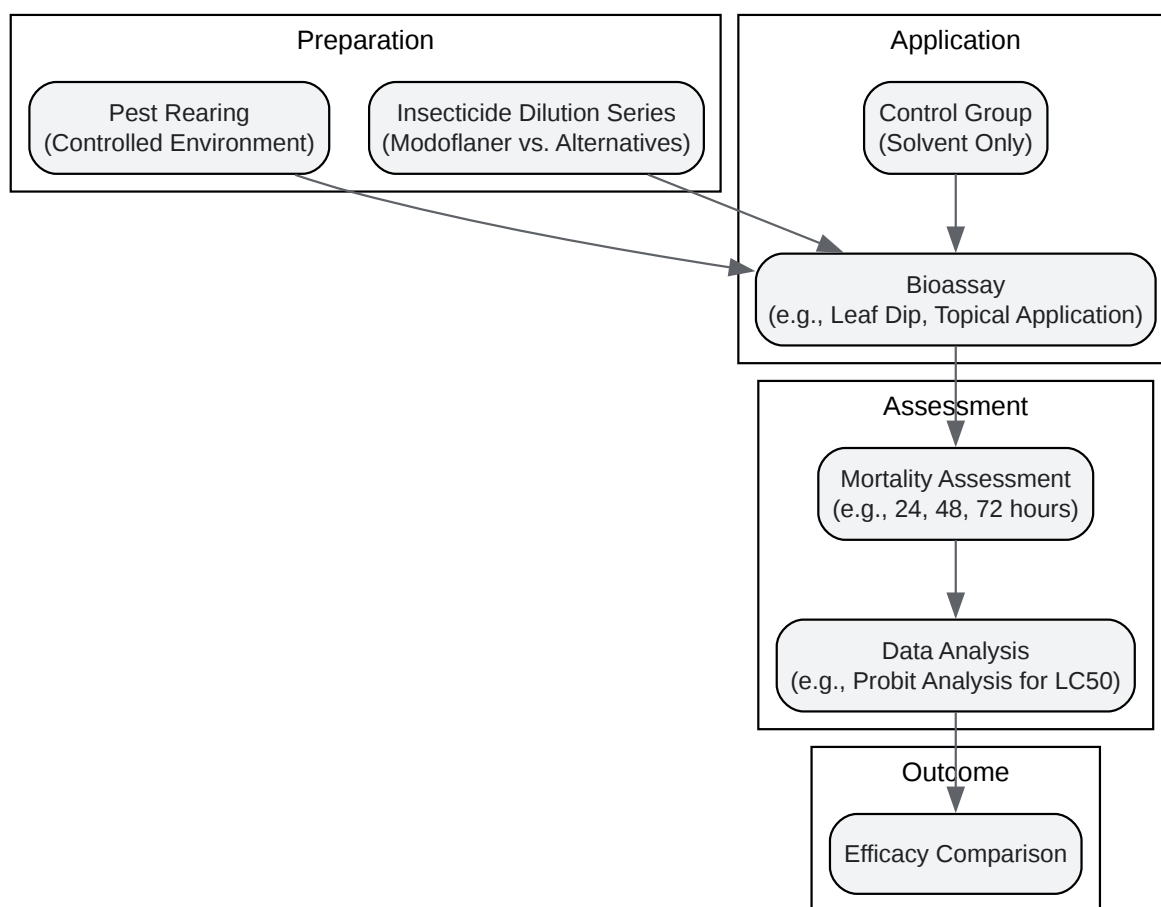 Preparation
Pest Rearing
(Controlled Environment)
Insecticide Dilution Series
(Modoflaner vs. Alternatives)
Application
Control Group
(Solvent Only)
Bioassay
(e.g., Leaf Dip, Topical Application)
Assessment
Mortality Assessment
(e.g., 24, 48, 72 hours)
Data Analysis
(e.g., Probit Analysis for LC50)
Outcome
Efficacy Comparison